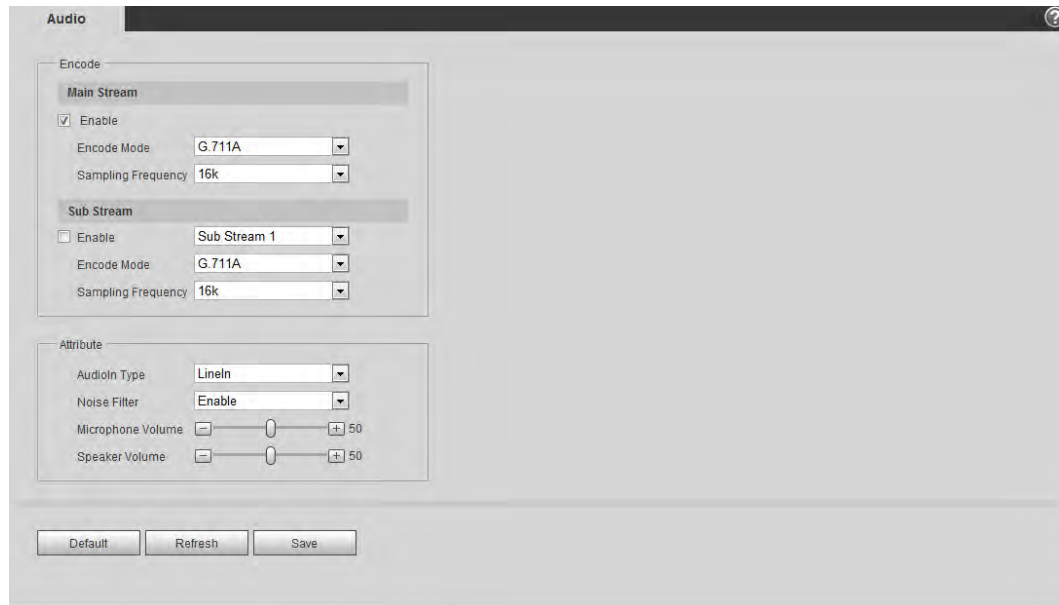 Audio
?
Encode
Main Stream
Enable
Encode Mode G.711A
Sampling Frequency 16k
Sub Stream
Enable Sub Stream 1
Encode Mode G.711A
Sampling Frequency 16k
Attribute
AudioIn Type LineIn
Noise Filter Enable
Microphone Volume - + 50
Speaker Volume - + 50
Default Refresh Save